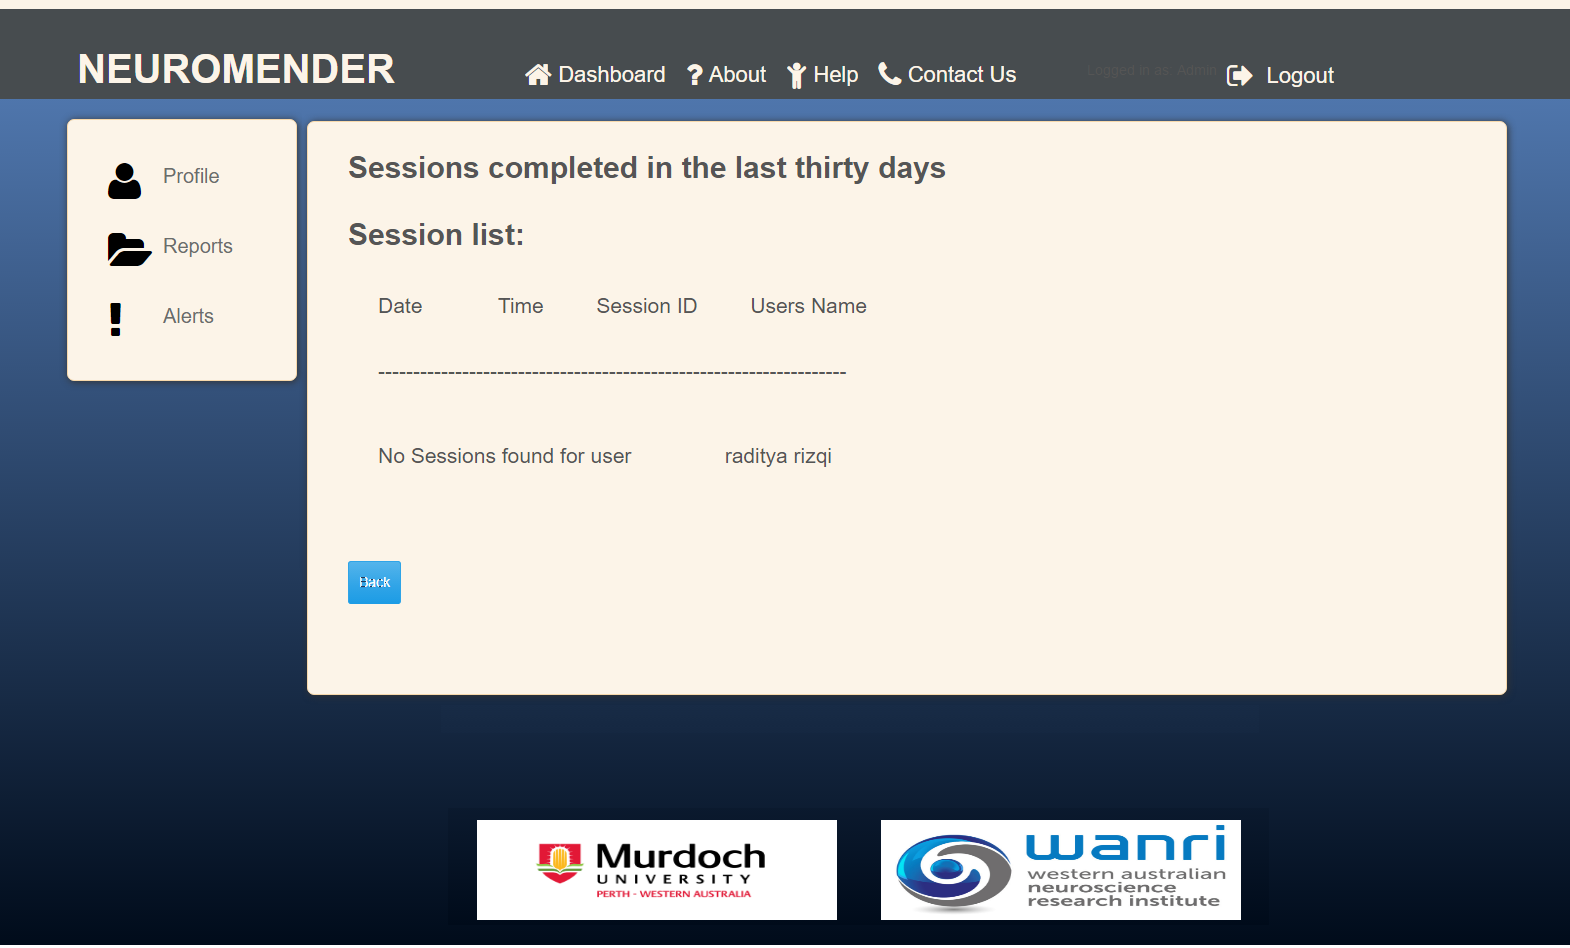 NEUROMENDER
Dashboard About Help Contact Us Logged in as: Admin Logout
Profile
Reports
Alerts
Sessions completed in the last thirty days
Session list:
Date Time Session ID Users Name
-------------------------------------------------------------------
No Sessions found for user raditya rizqi
Back
Murdoch
UNIVERSITY
PERTH - WESTERN AUSTRALIA
wanri
western australian
neuroscience
research institute